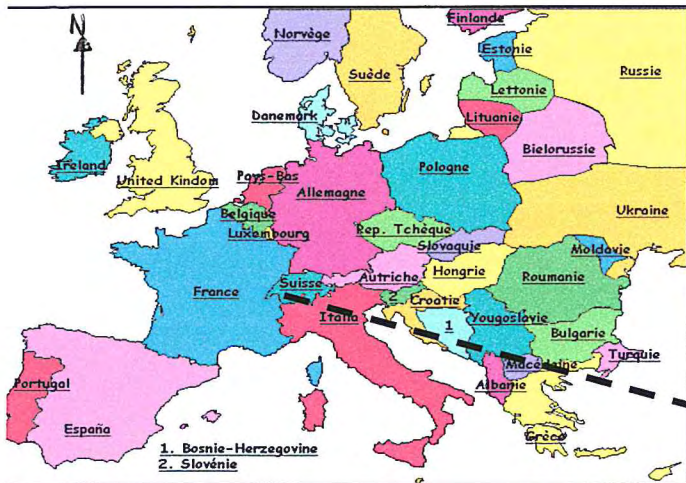 N
Norvège
Finlande
Suède
Estonie
Russie
Lettonie
Danemark
Lituanie
Bielorussie
Ireland
United Kindom
Pays-Bas
Allemagne
Pologne
Belgique
Luxembourg
Rep. Tchèque
Ukraine
Slovaquie
Moldavie
France
Suisse
Autriche
Hongrie
Roumanie
2
Croatie
Italia
1
Yougoslavie
Bulgarie
Portugal
España
Macédoine
Turquie
Albanie
Grèce
1. Bosnie-Herzegovine
2. Slovénie